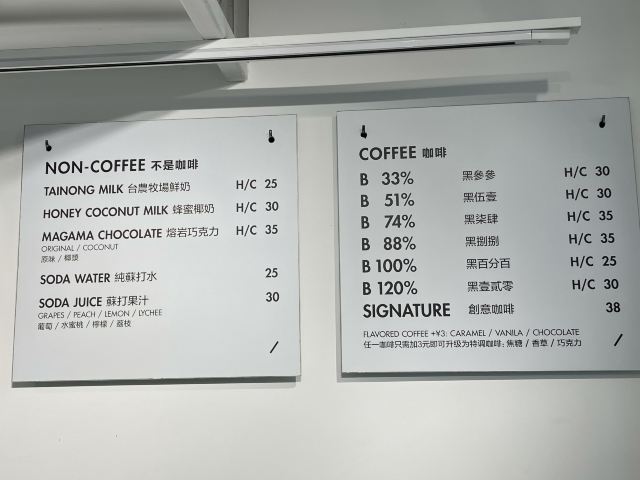 NON-COFFEE 不是咖啡
TAINONG MILK 台農牧場鮮奶 H/C 25
HONEY COCONUT MILK 蜂蜜椰奶 H/C 30
MAGAMA CHOCOLATE 熔岩巧克力 H/C 35
ORIGINAL / COCONUT
原味 / 椰漿
SODA WATER 純蘇打水 25
SODA JUICE 蘇打果汁 30
GRAPES / PEACH / LEMON / LYCHEE
葡萄 / 水蜜桃 / 檸檬 / 荔枝
/
COFFEE 咖啡
B 33% 黑參參 H/C 30
B 51% 黑伍壹 H/C 30
B 74% 黑柒肆 H/C 35
B 88% 黑捌捌 H/C 35
B 100% 黑百分百 H/C 25
B 120% 黑壹貳零 H/C 30
SIGNATURE 創意咖啡 38
FLAVORED COFFEE +¥3: CARAMEL / VANILA / CHOCOLATE
任一咖啡只需加3元即可升级为特调咖啡: 焦糖 / 香草 / 巧克力
/